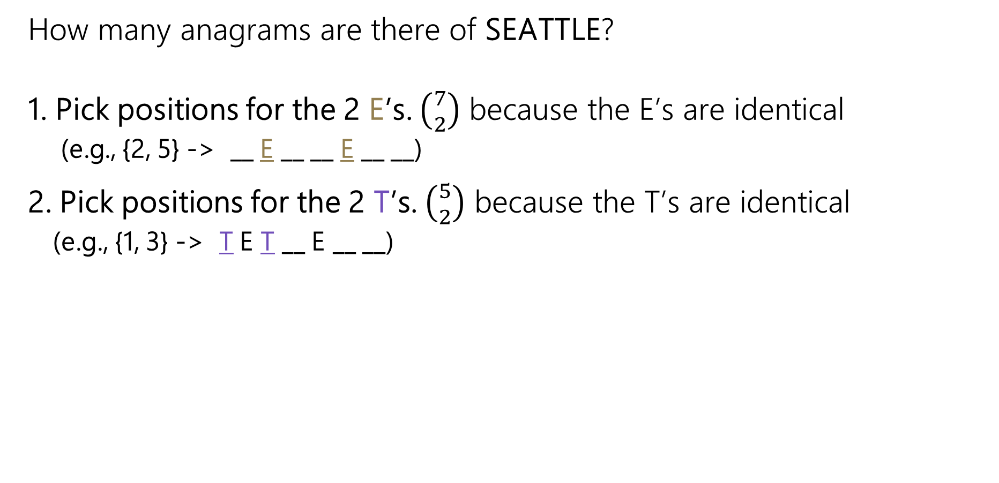 How many anagrams are there of SEATTLE?
1. Pick positions for the 2 E's. (7 2) because the E's are identical
(e.g., {2, 5} -> __ E __ __ E __ __)
2. Pick positions for the 2 T's. (5 2) because the T's are identical
(e.g., {1, 3} -> T E T __ E __ __)